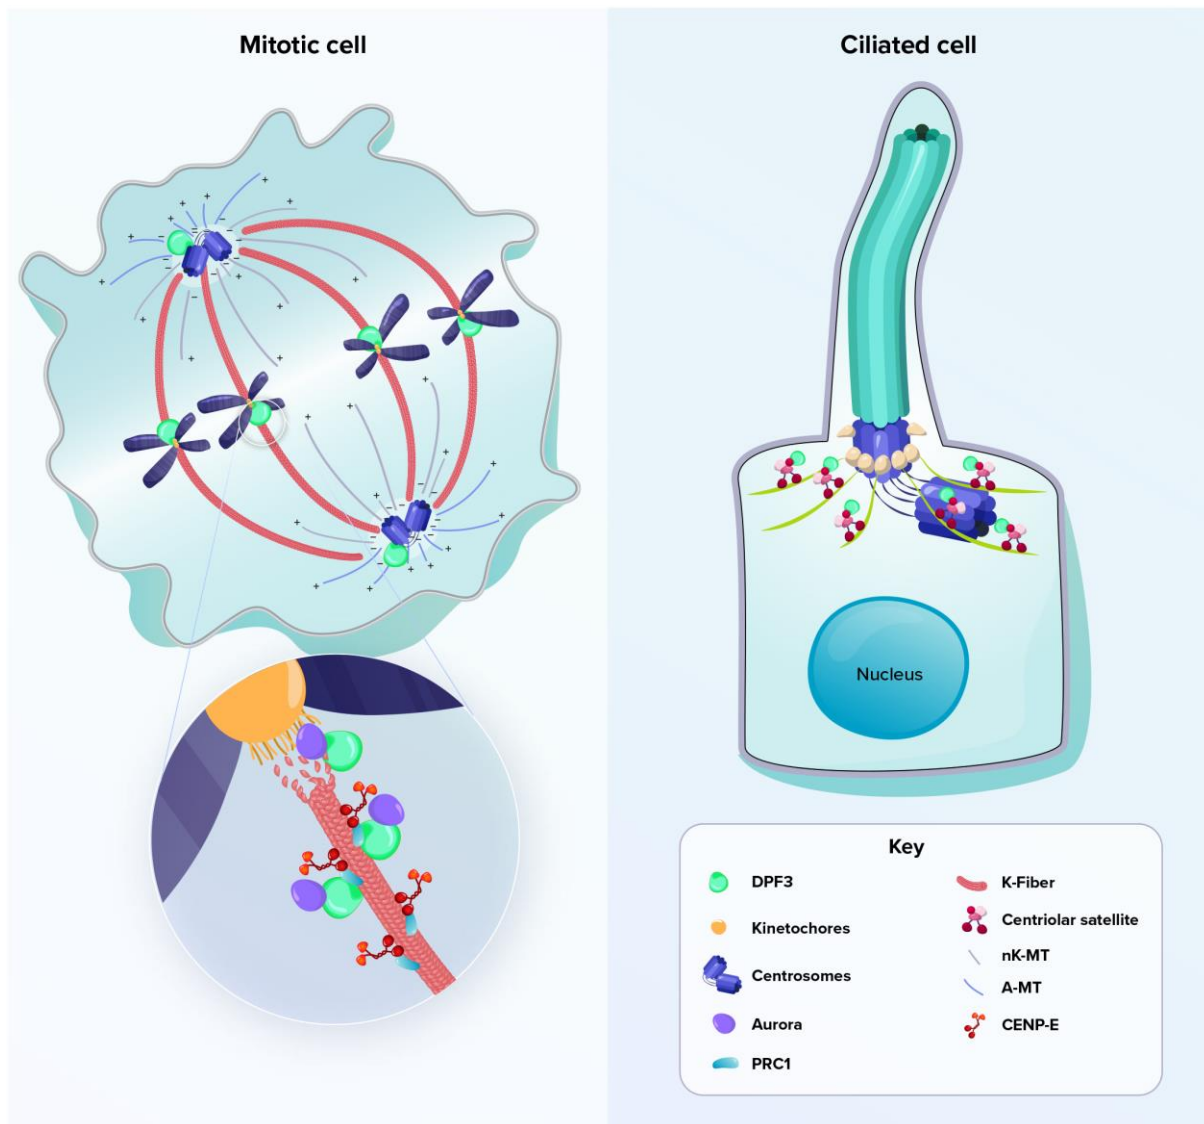 Mitotic cell
Ciliated cell
Nucleus
Key
DPF3
Kinetochores
Centrosomes
Aurora
PRC1
K-Fiber
Centriolar satellite
nK-MT
A-MT
CENP-E